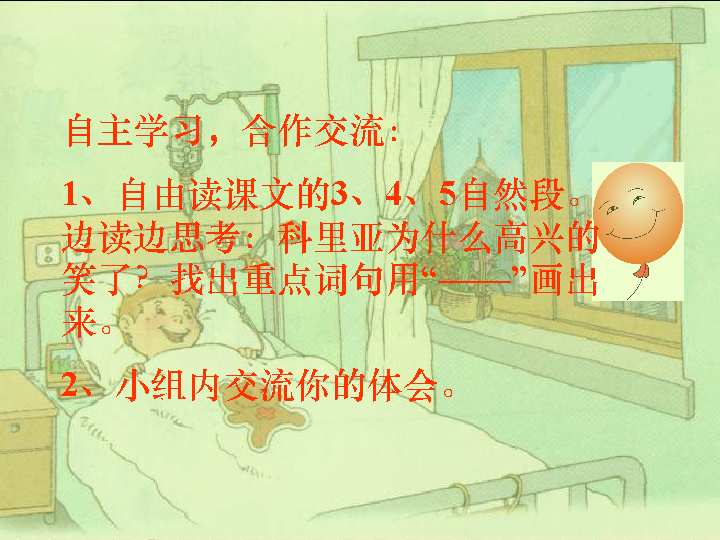 自主学习，合作交流：
1、自由读课文的3、4、5自然段。
边读边思考：科里亚为什么高兴的
笑了？找出重点词句用“——”画出
来。
2、小组内交流你的体会。